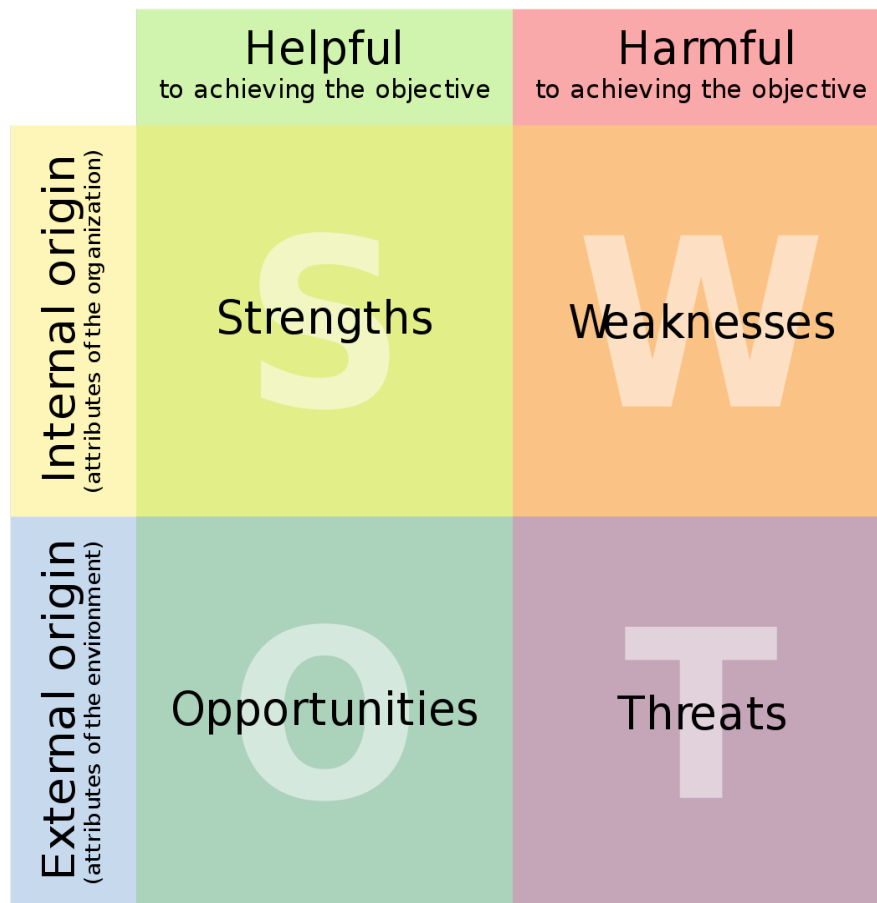 Helpful
to achieving the objective
Harmful
to achieving the objective
Internal origin
(attributes of the organization)
S
Strengths
W
Weaknesses
External origin
(attributes of the environment)
O
Opportunities
T
Threats